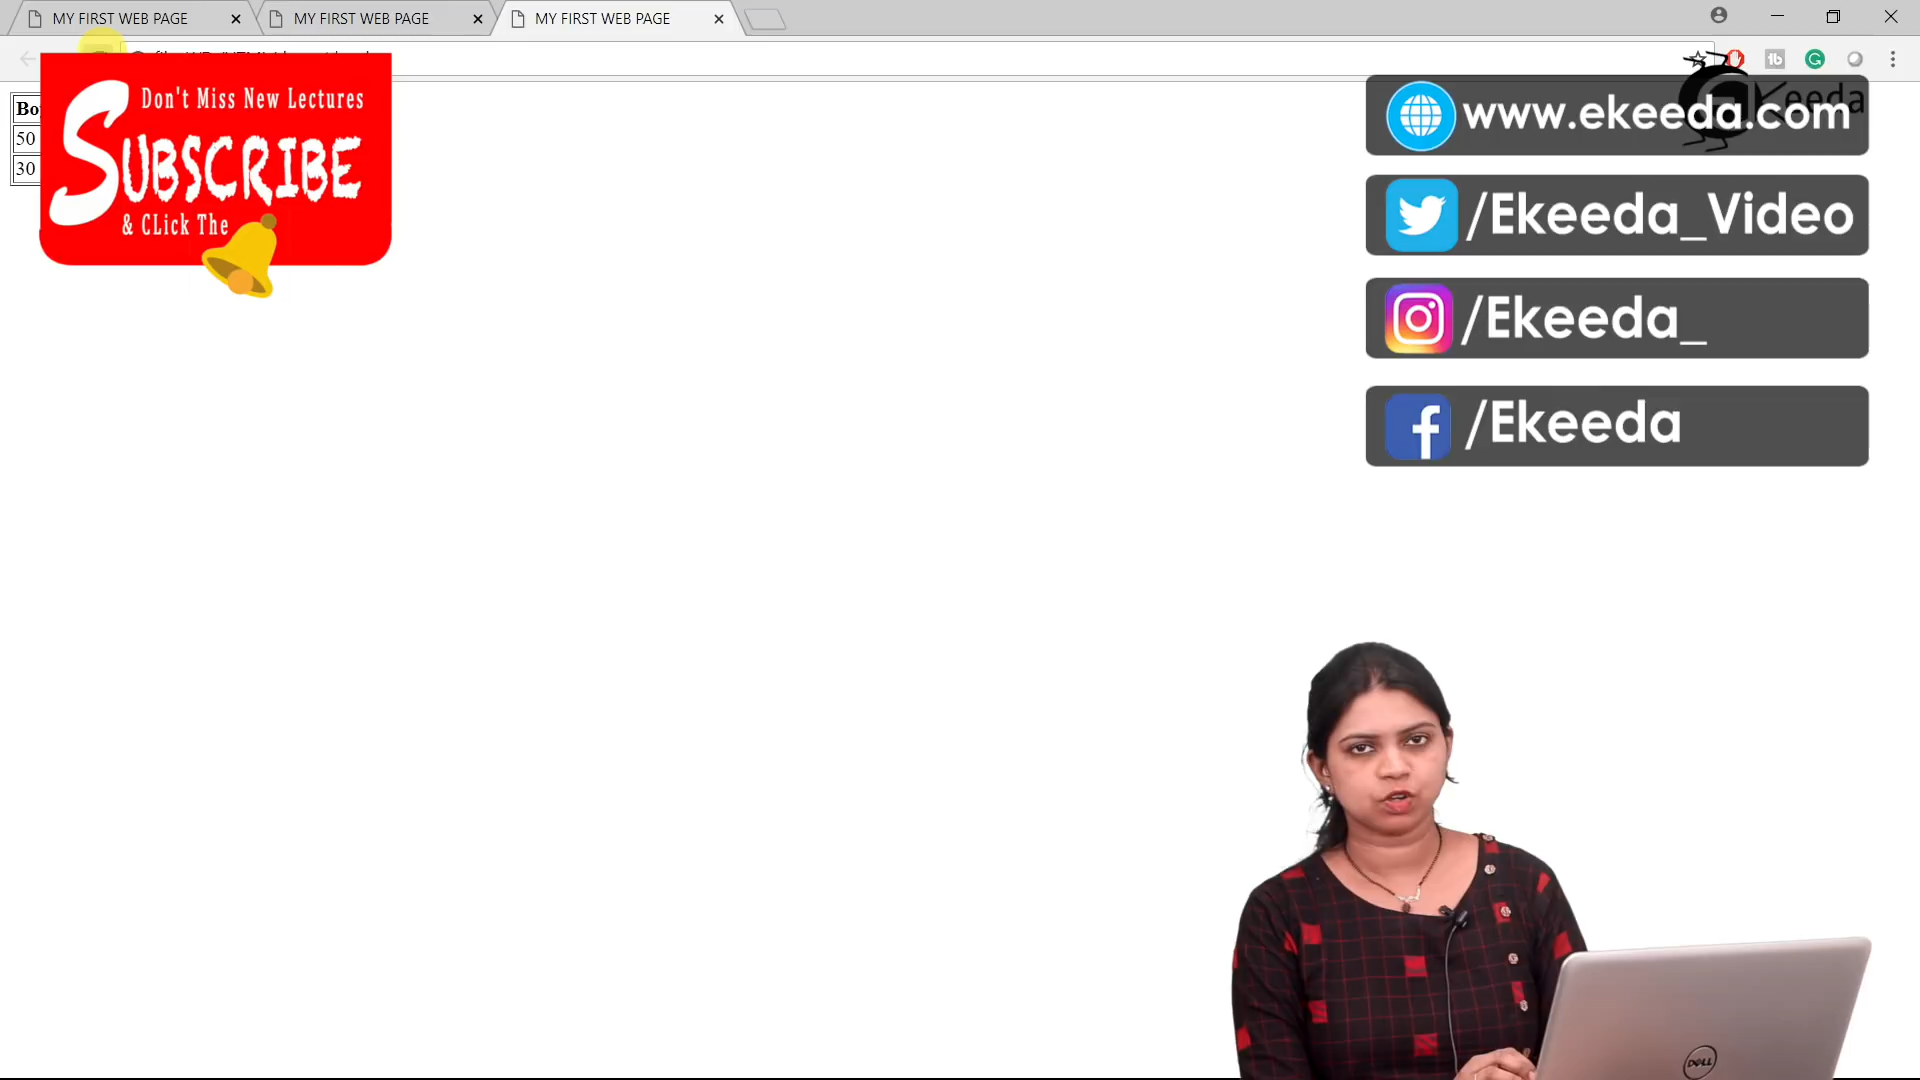 MY FIRST WEB PAGE
MY FIRST WEB PAGE
MY FIRST WEB PAGE
50
30
Don't Miss New Lectures
SUBSCRIBE
& CLick The
www.ekeeda.com
/Ekeeda_Video
/Ekeeda_
/Ekeeda
DELL